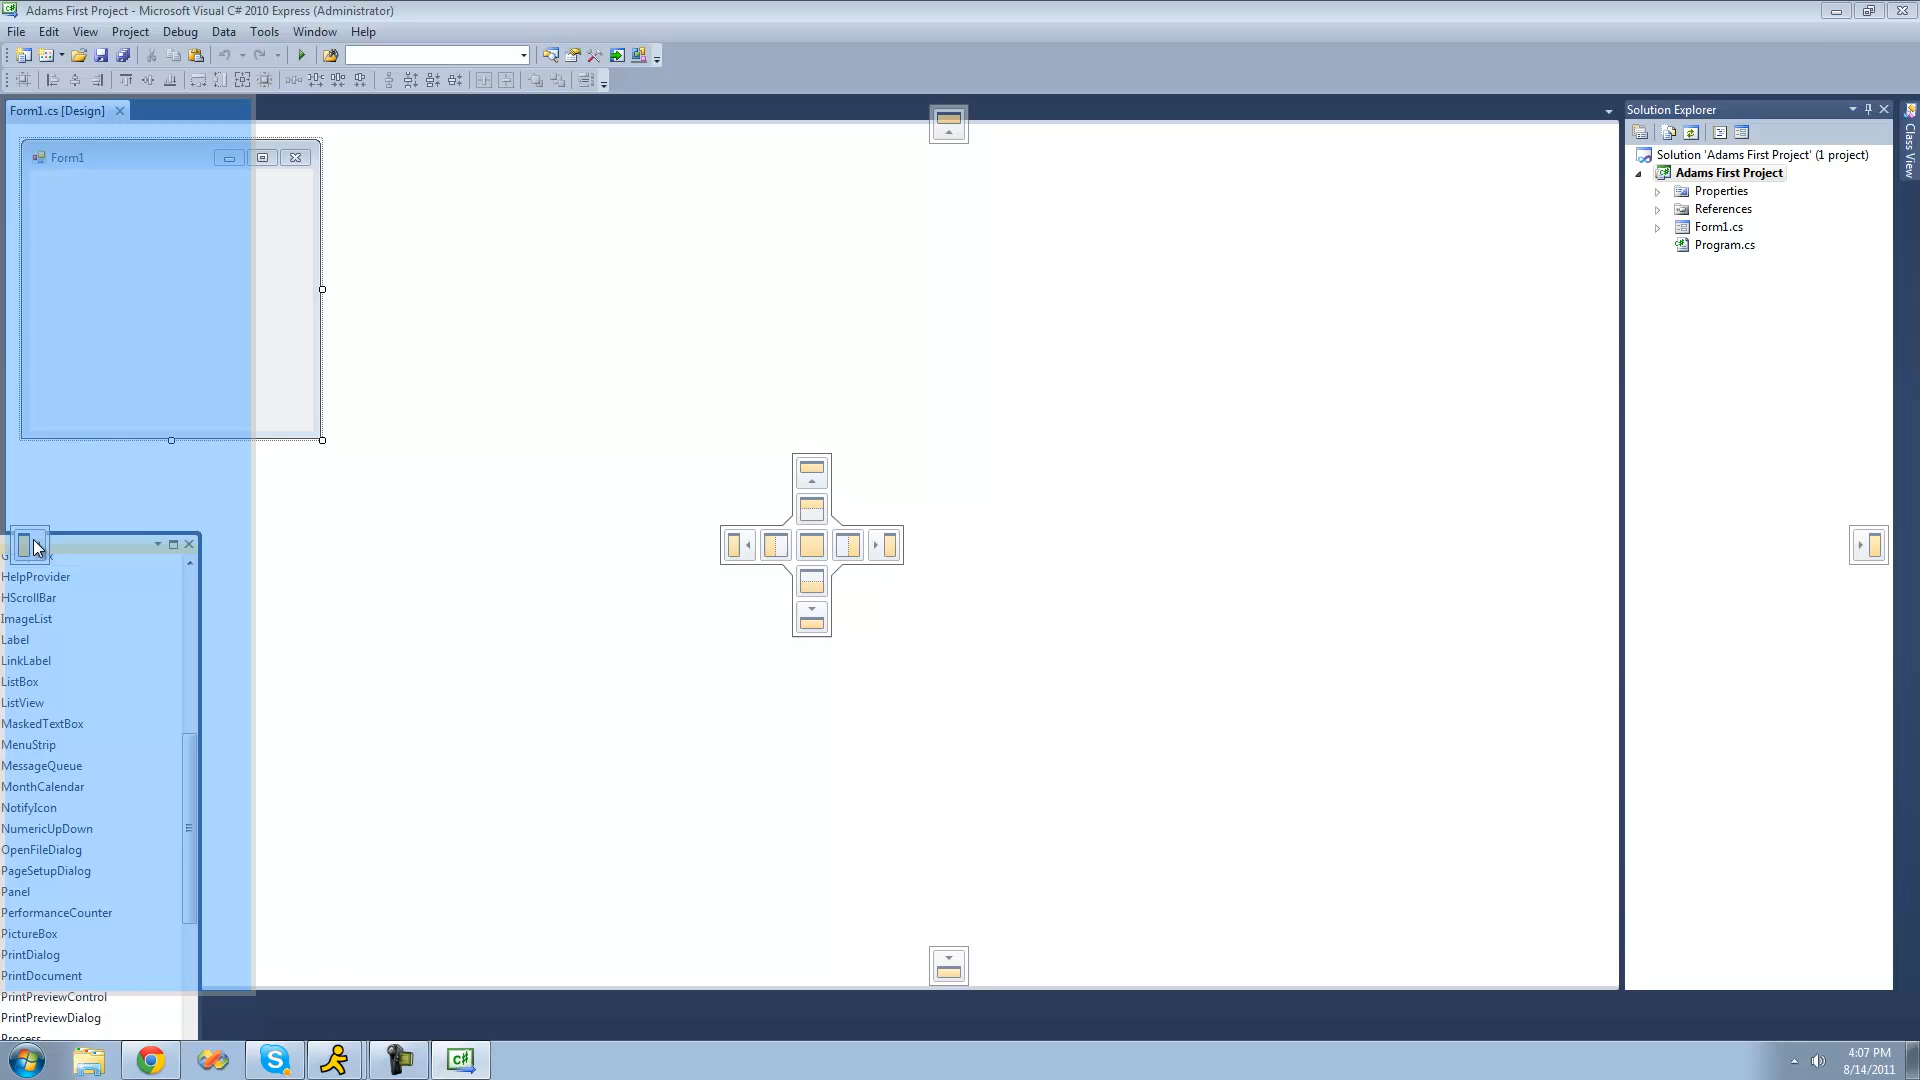 Adams First Project - Microsoft Visual C# 2010 Express (Administrator)
File Edit View Project Debug Data Tools Window Help
Form1.cs [Design]
Solution Explorer
Class View
Form1
Solution 'Adams First Project' (1 project)
Adams First Project
Properties
References
Form1.cs
Program.cs
HelpProvider
HScrollBar
ImageList
Label
LinkLabel
ListBox
ListView
MaskedTextBox
MenuStrip
MessageQueue
MonthCalendar
NotifyIcon
NumericUpDown
OpenFileDialog
PageSetupDialog
Panel
PerformanceCounter
PictureBox
PrintDialog
PrintDocument
PrintPreviewControl
PrintPreviewDialog
Process
4:07 PM
8/14/2011